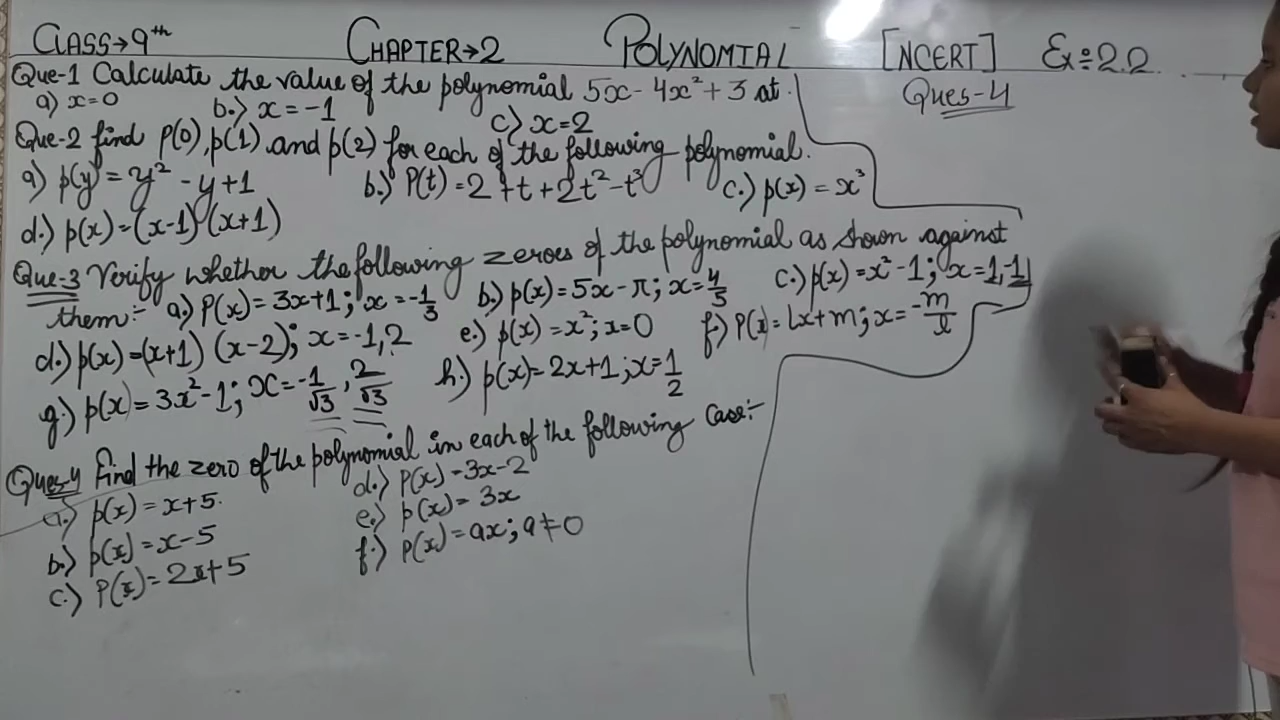 CLASS→9th CHAPTER→2 POLYNOMIAL [NCERT] Ex÷2.2
Que-1 Calculate the value of the polynomial 5x-4x²+3 at.
a) x=0 b.) x=-1 c) x=2
Que-2 find P(0), p(1) and p(2) for each of the following polynomial.
a) p(y)=y²-y+1 b.) P(t)=2+t+2t²-t³ c.) p(x)=x³
d.) p(x)=(x-1)(x+1)
Que-3 Verify whether the following zeroes of the polynomial as shown against
them:- a.) P(x)=3x+1; x=-1/3 b.) p(x)=5x-π; x=4/5 c.) p(x)=x²-1; x=1,-1
d.) p(x)=(x+1)(x-2); x=-1,2 e.) p(x)=x²; x=0 f.) P(x)=lx+m; x=-m/l
g.) p(x)=3x²-1; x=-1/√3, 2/√3 h.) p(x)=2x+1; x=1/2
Ques-4 Find the zero of the polynomial in each of the following case:-
a.) p(x)=x+5. d.) P(x)=3x-2
b.) p(x)=x-5 e.) p(x)=3x
c.) P(x)=2x+5 f.) P(x)=ax; a≠0
Ques-4